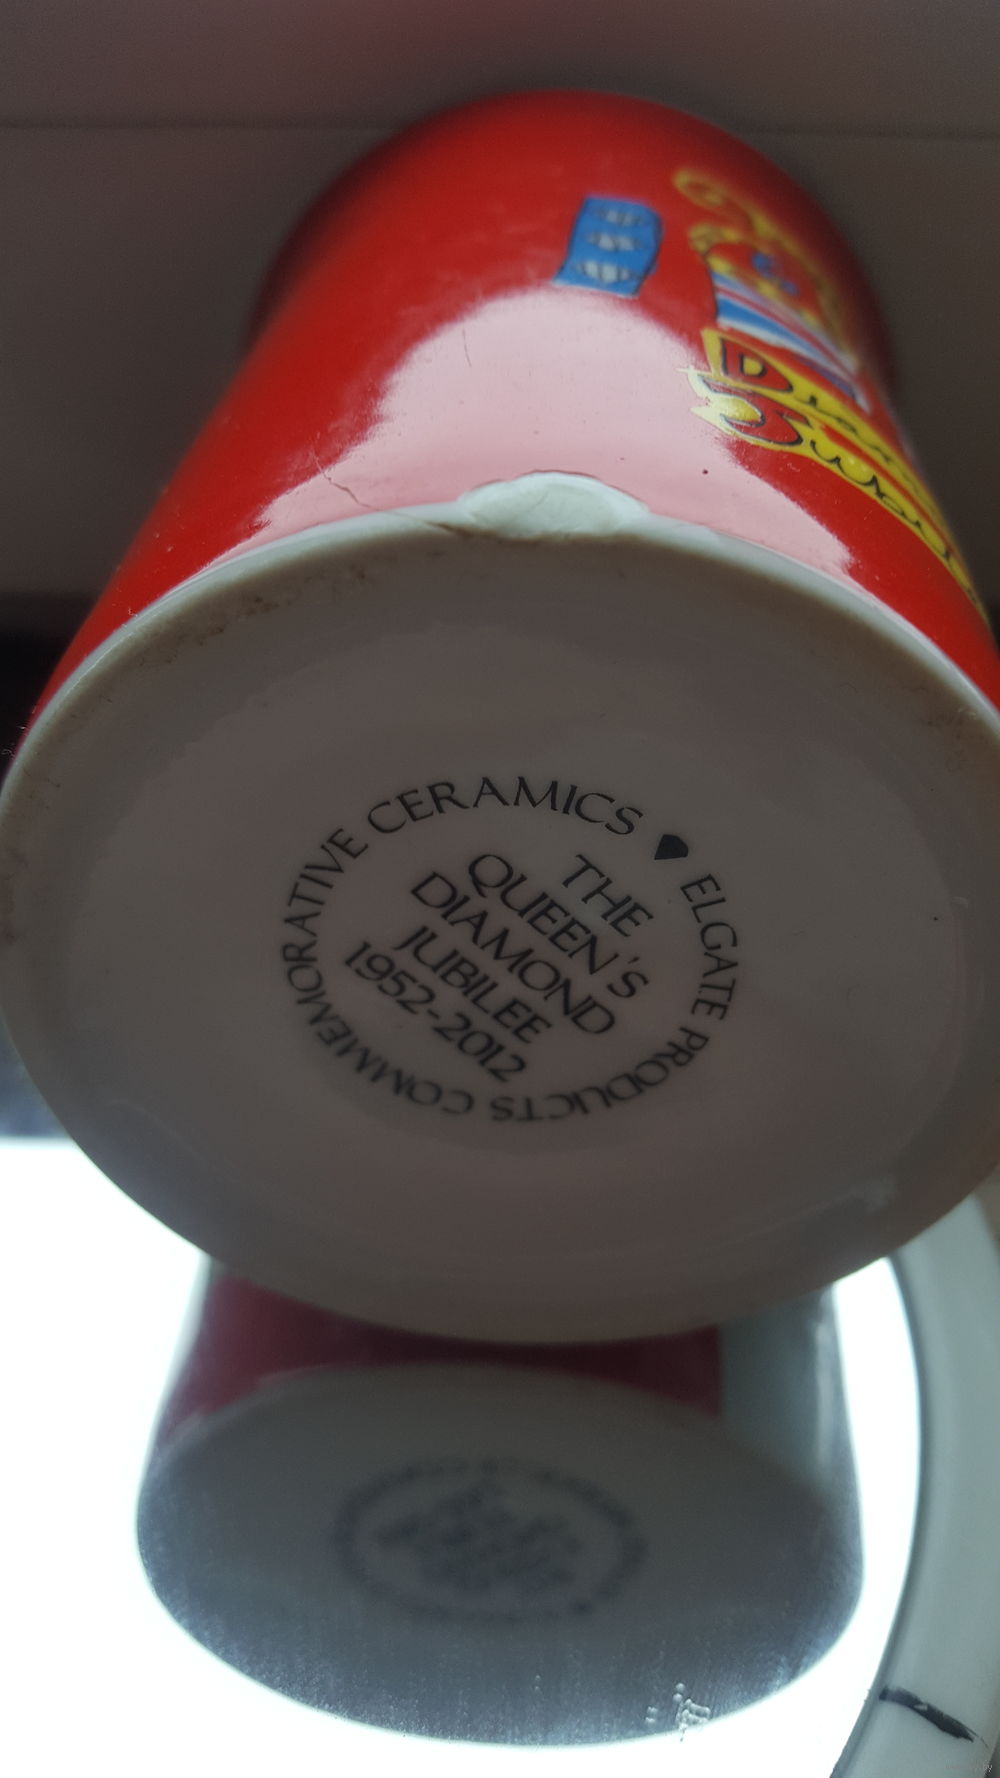 ELGATE PRODUCTS COMMEMORATIVE CERAMICS
THE
QUEEN'S
DIAMOND
JUBILEE
1952-2012